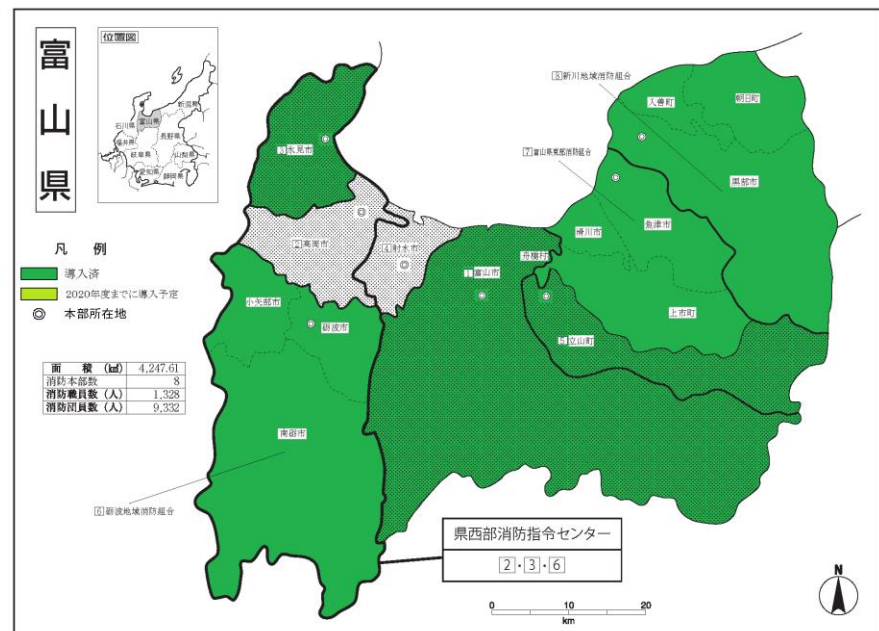 富山県
位置図
新潟県
石川県
富山県
福井県
長野県
岐阜県
山梨県
愛知県
静岡県
凡 例
導入済
2020年度までに導入予定
◎ 本部所在地
面 積 (㎢) 4,247.61
消防本部数 8
消防職員数 (人) 1,328
消防団員数 (人) 9,332
8 新川地域消防組合
入善町
朝日町
7 富山県東部消防組合
黒部市
3 氷見市
魚津市
滑川市
2 高岡市
4 射水市
舟橋村
1 富山市
上市町
小矢部市
砺波市
5 立山町
南砺市
6 砺波地域消防組合
県西部消防指令センター
2・3・6
N
0 10 20
km